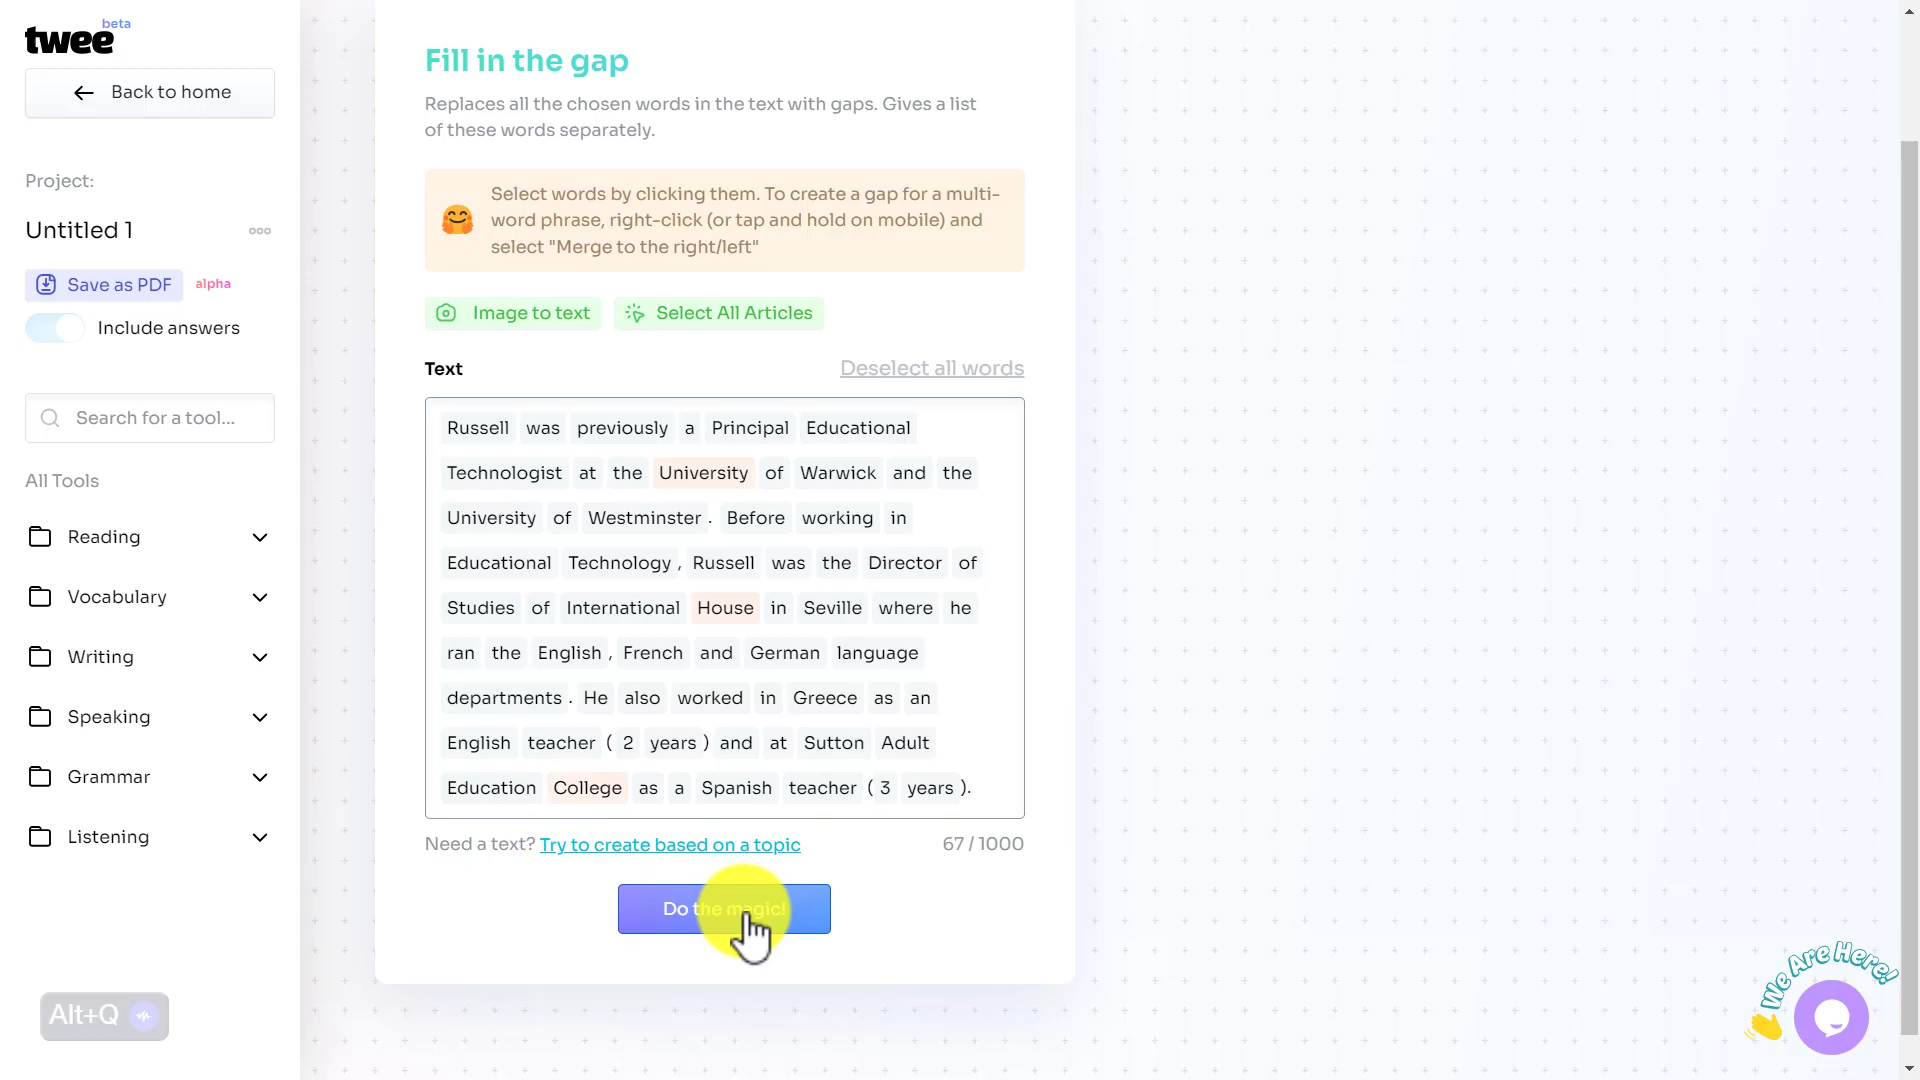 beta
twee
Back to home
Project:
Untitled 1
Save as PDF alpha
Include answers
Search for a tool...
All Tools
Reading
Vocabulary
Writing
Speaking
Grammar
Listening
Alt+Q
Fill in the gap
Replaces all the chosen words in the text with gaps. Gives a list
of these words separately.
Select words by clicking them. To create a gap for a multi-
word phrase, right-click (or tap and hold on mobile) and
select "Merge to the right/left"
Image to text Select All Articles
Text Deselect all words
Russell was previously a Principal Educational
Technologist at the University of Warwick and the
University of Westminster. Before working in
Educational Technology, Russell was the Director of
Studies of International House in Seville where he
ran the English, French and German language
departments. He also worked in Greece as an
English teacher (2 years) and at Sutton Adult
Education College as a Spanish teacher (3 years).
Need a text? Try to create based on a topic 67 / 1000
Do the magic!
We Are Here!